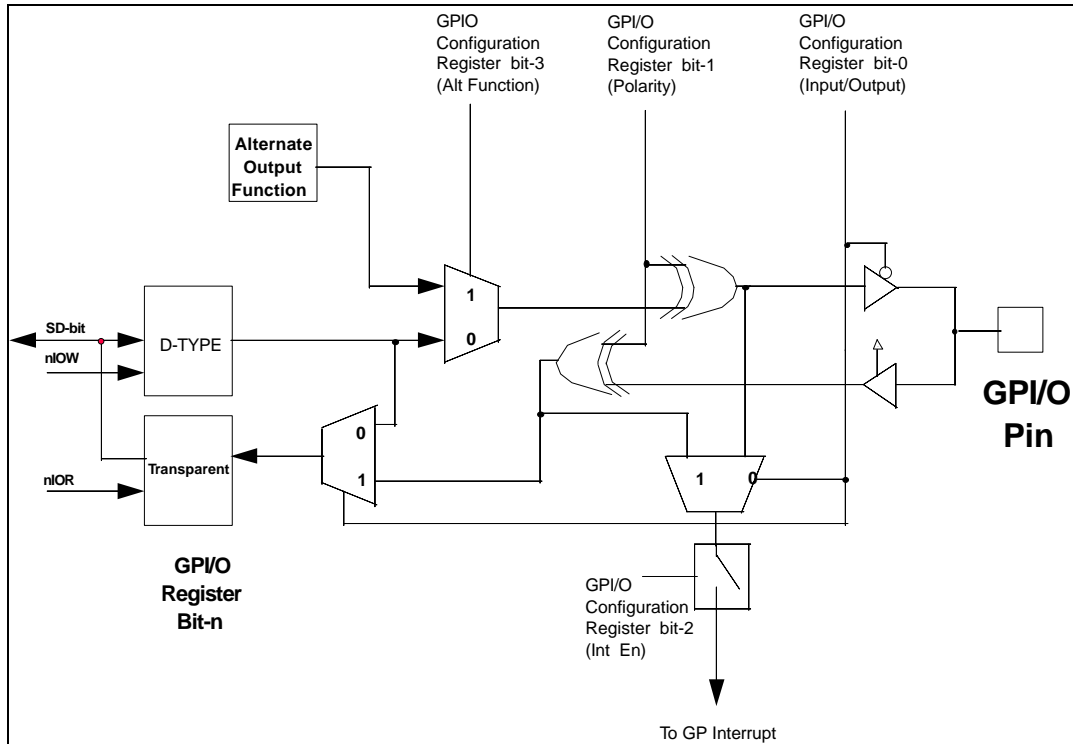 GPIO
Configuration
Register bit-3
(Alt Function)
GPI/O
Configuration
Register bit-1
(Polarity)
GPI/O
Configuration
Register bit-0
(Input/Output)
Alternate
Output
Function
1
0
SD-bit
D-TYPE
nIOW
0
1
Transparent
nIOR
1
0
GPI/O
Pin
GPI/O
Register
Bit-n
GPI/O
Configuration
Register bit-2
(Int En)
To GP Interrupt